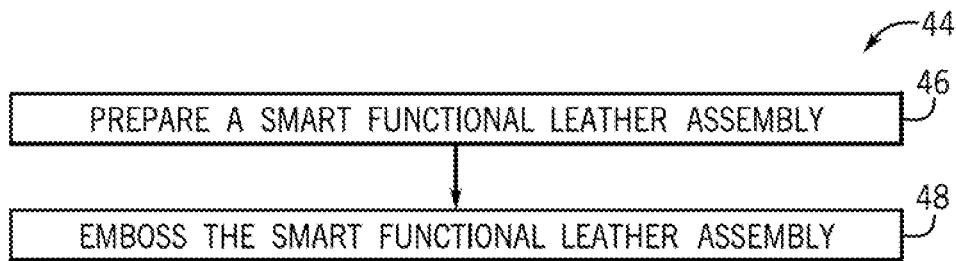 44
46
PREPARE A SMART FUNCTIONAL LEATHER ASSEMBLY
48
EMBOSS THE SMART FUNCTIONAL LEATHER ASSEMBLY